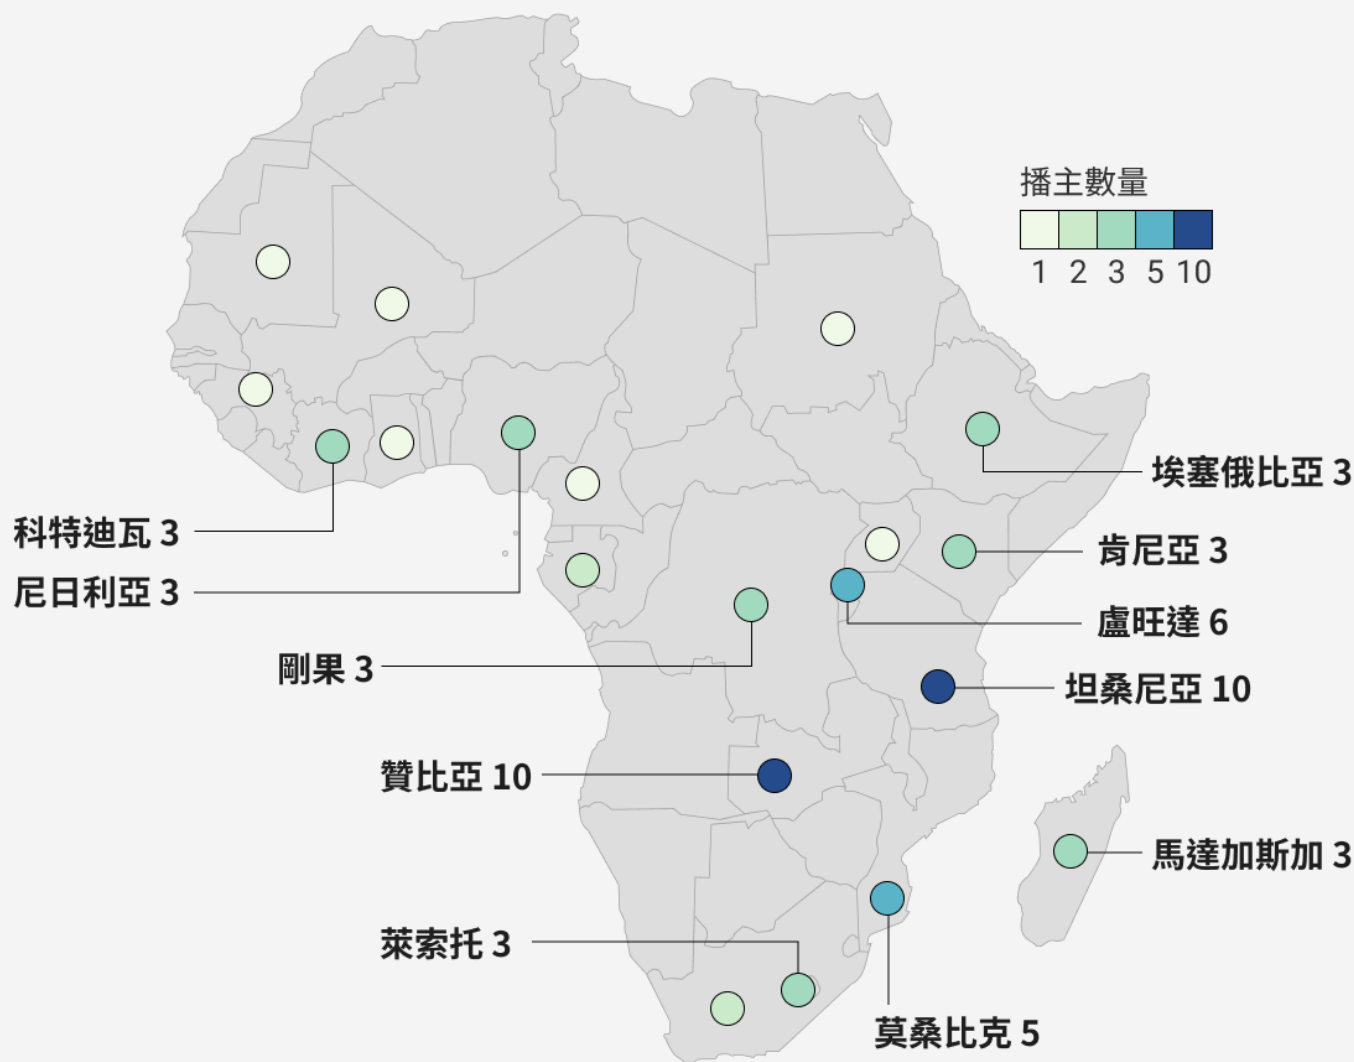 播主數量
1 2 3 5 10
埃塞俄比亞 3
科特迪瓦 3
肯尼亞 3
尼日利亞 3
盧旺達 6
剛果 3
坦桑尼亞 10
贊比亞 10
馬達加斯加 3
萊索托 3
莫桑比克 5